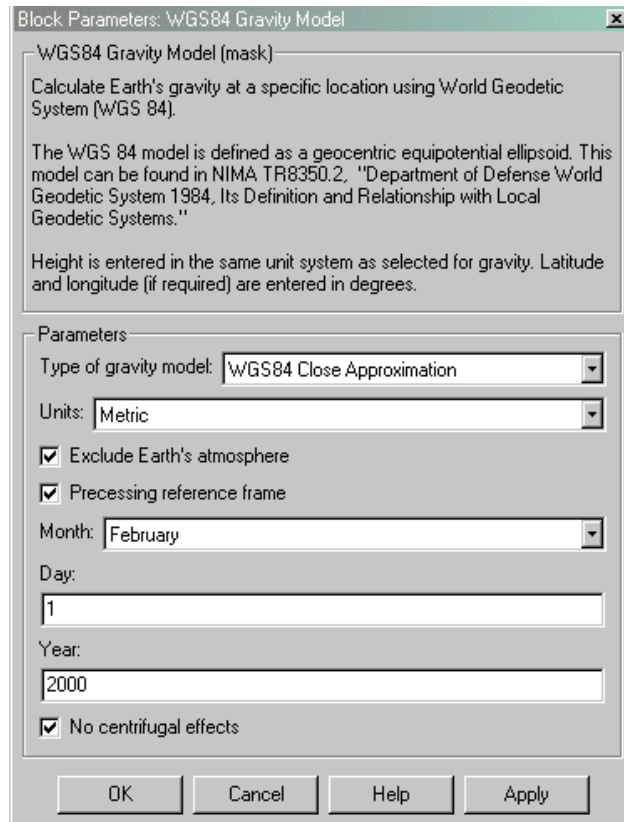 Block Parameters: WGS84 Gravity Model
WGS84 Gravity Model (mask)
Calculate Earth's gravity at a specific location using World Geodetic
System (WGS 84).
The WGS 84 model is defined as a geocentric equipotential ellipsoid. This
model can be found in NIMA TR8350.2, "Department of Defense World
Geodetic System 1984, Its Definition and Relationship with Local
Geodetic Systems."
Height is entered in the same unit system as selected for gravity. Latitude
and longitude (if required) are entered in degrees.
Parameters
Type of gravity model: WGS84 Close Approximation
Units: Metric
Exclude Earth's atmosphere
Precessing reference frame
Month: February
Day:
1
Year:
2000
No centrifugal effects
OK Cancel Help Apply